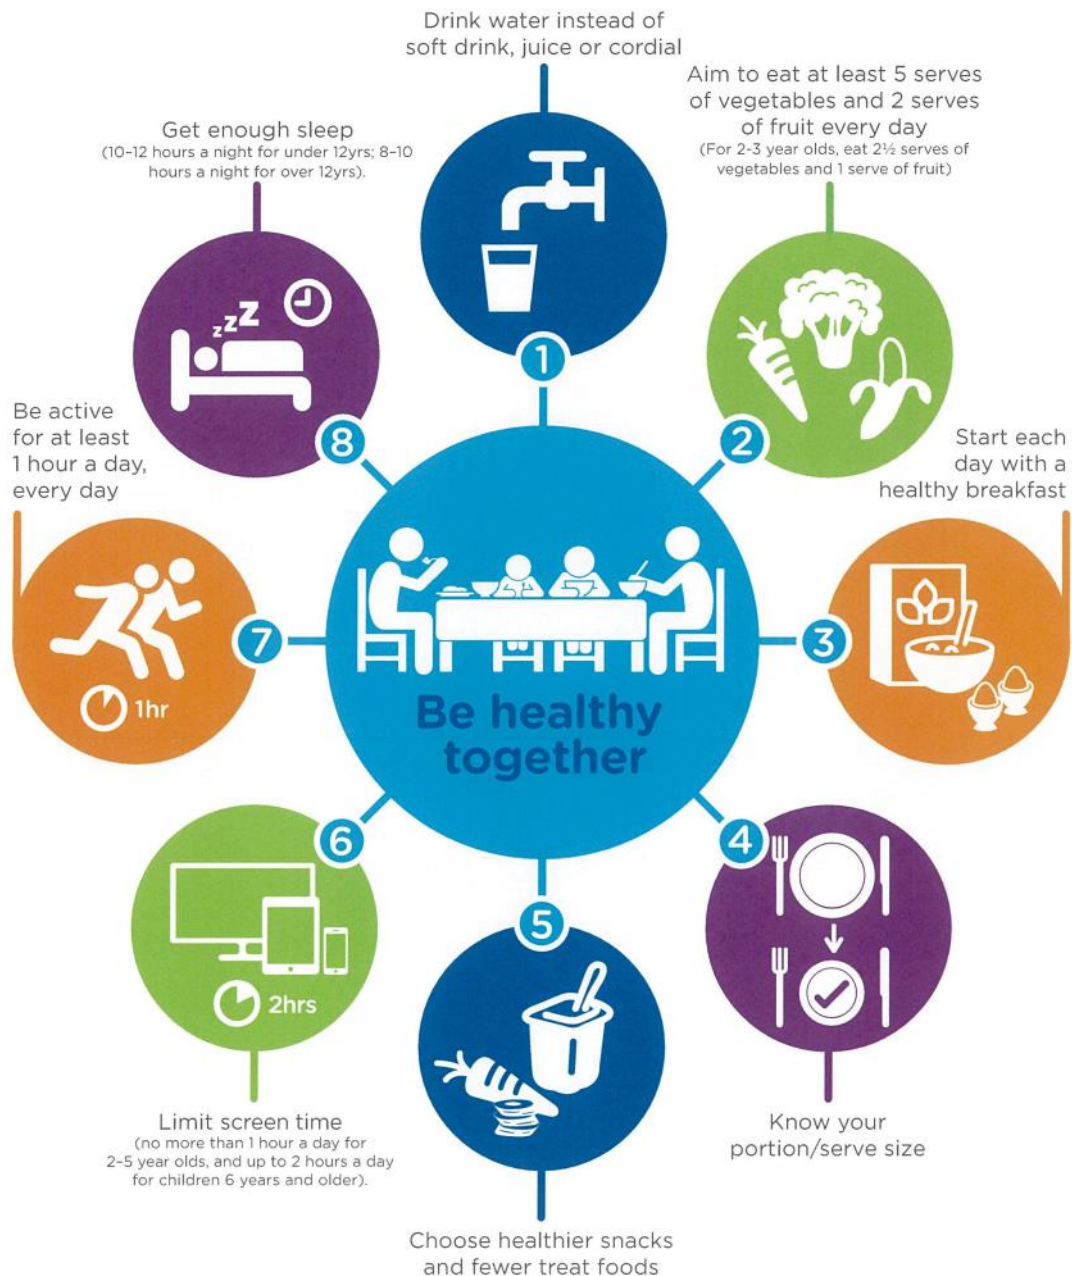 Drink water instead of
soft drink, juice or cordial
1
Aim to eat at least 5 serves
of vegetables and 2 serves
of fruit every day
(For 2-3 year olds, eat 2½ serves of
vegetables and 1 serve of fruit)
2
Start each
day with a
healthy breakfast
3
Know your
portion/serve size
4
Choose healthier snacks
and fewer treat foods
5
Limit screen time
(no more than 1 hour a day for
2–5 year olds, and up to 2 hours a day
for children 6 years and older).
2hrs
6
Be active
for at least
1 hour a day,
every day
1hr
7
Get enough sleep
(10–12 hours a night for under 12yrs; 8–10
hours a night for over 12yrs).
zzz
8
Be healthy
together